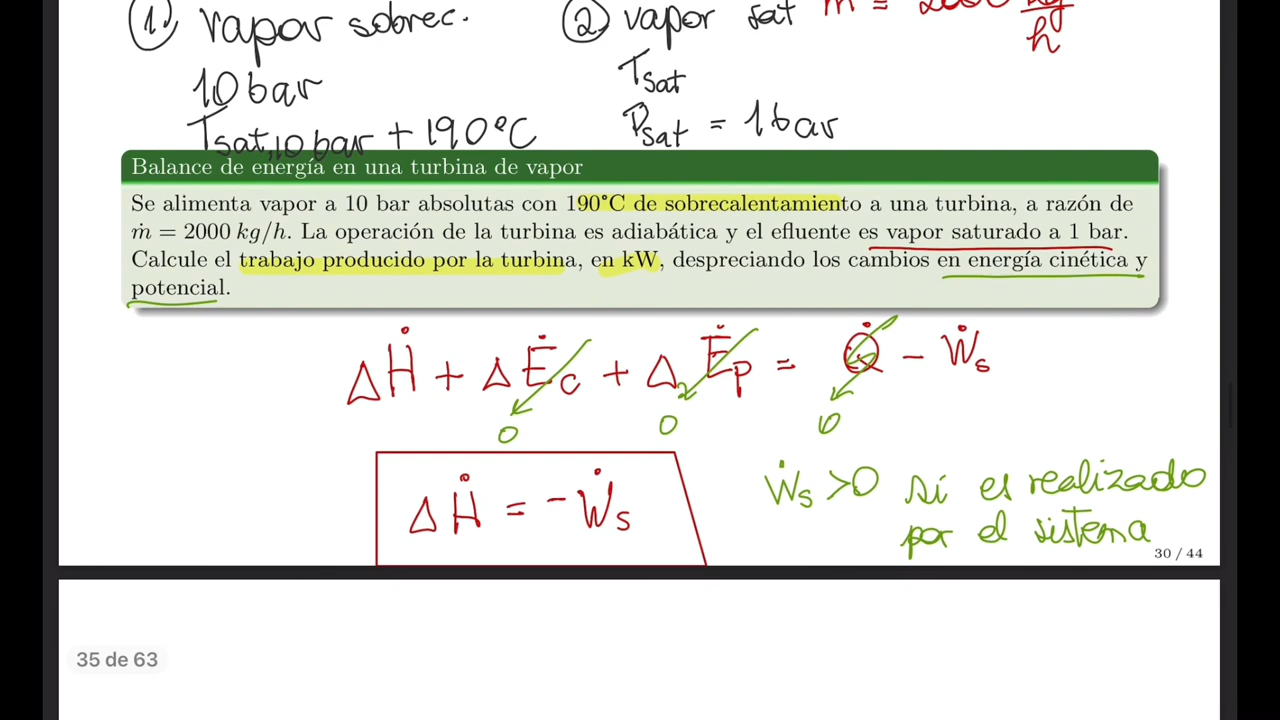 ① vapor sobrec. ② vapor sat ṁ = 2000 kg/h
10 bar Tsat
Tsat,10 bar + 190°C Psat = 1 bar
Balance de energía en una turbina de vapor
Se alimenta vapor a 10 bar absolutas con 190°C de sobrecalentamiento a una turbina, a razón de
ṁ = 2000 kg/h. La operación de la turbina es adiabática y el efluente es vapor saturado a 1 bar.
Calcule el trabajo producido por la turbina, en kW, despreciando los cambios en energía cinética y
potencial.
ΔḢ + ΔĖc + ΔĖp = Q̇ − Ẇs
0 0 0
ΔḢ = −Ẇs
Ẇs > 0 si es realizado
por el sistema
30 / 44
35 de 63